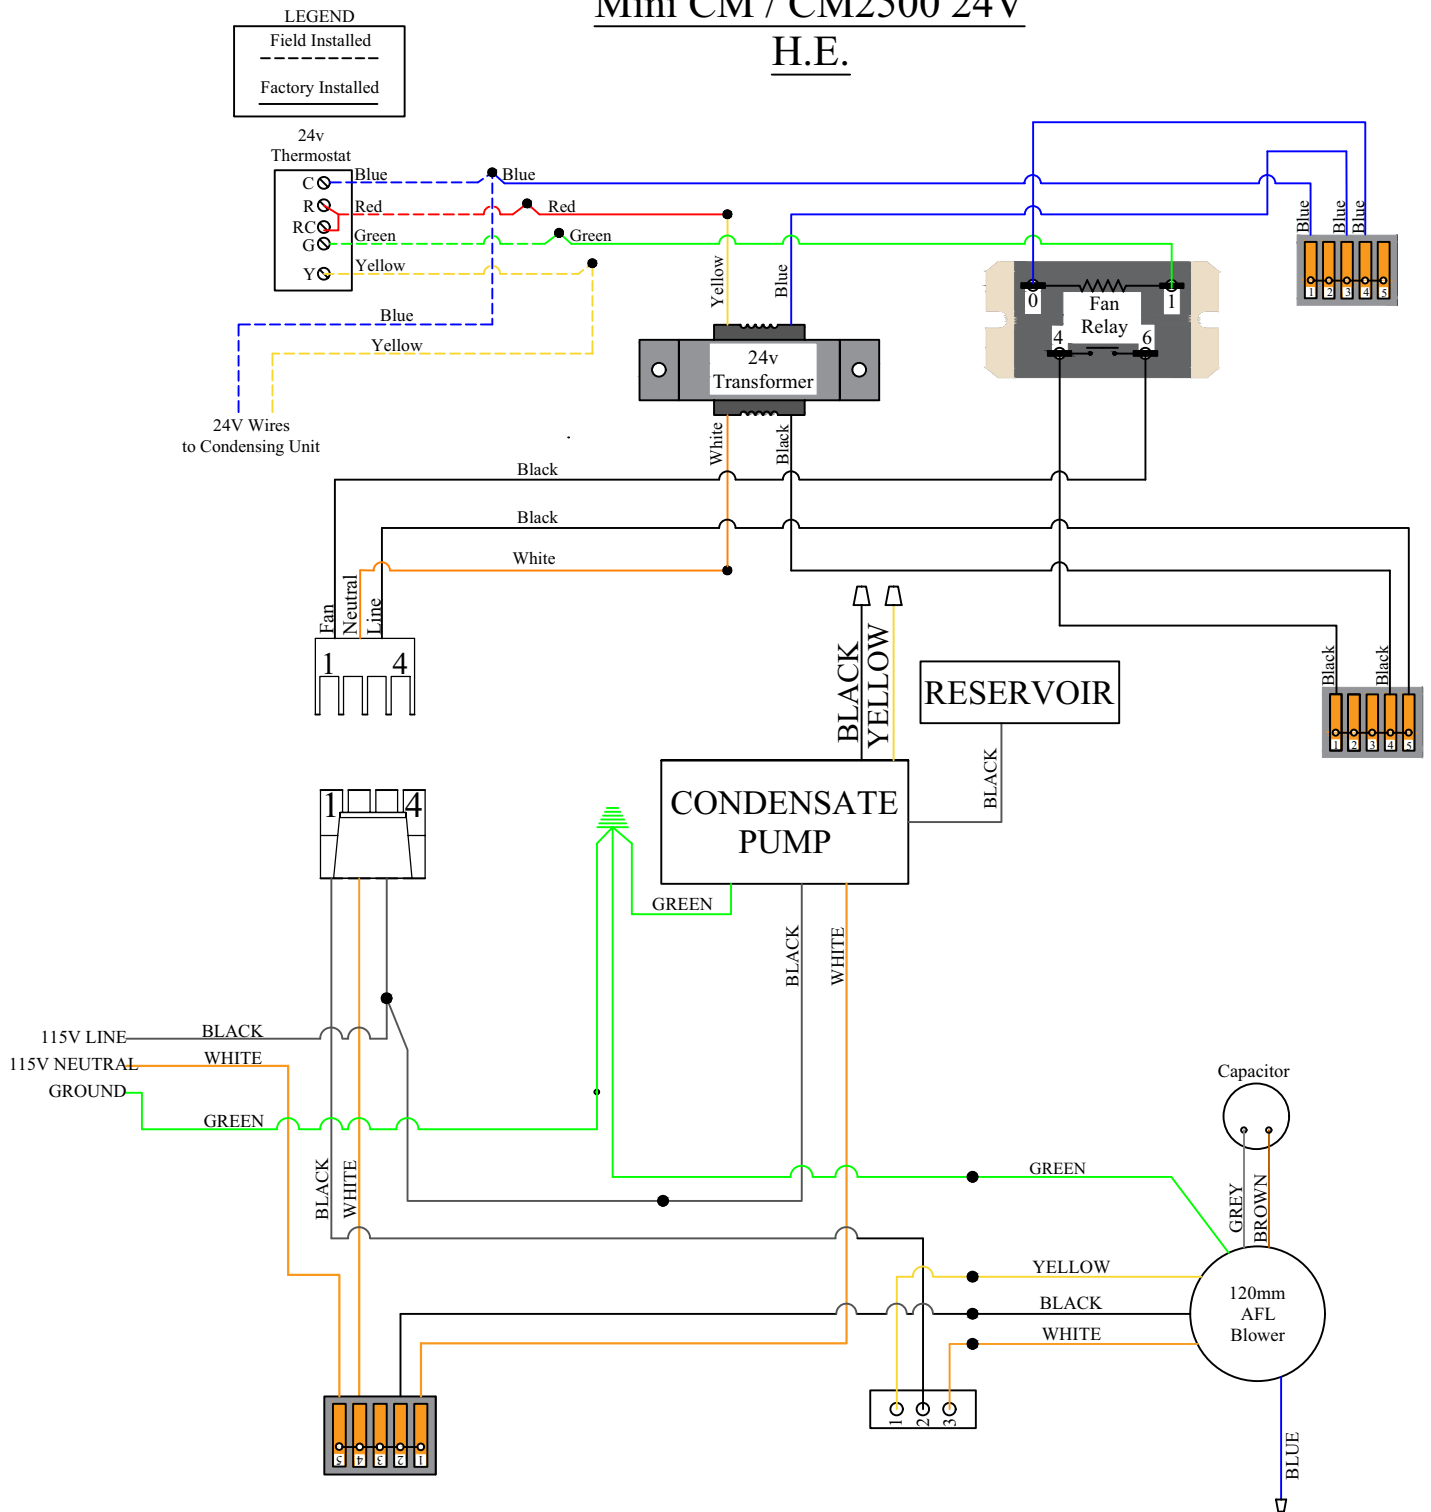 Mini CM / CM2500 24V
H.E.
LEGEND
Field Installed
Factory Installed
24v
Thermostat
C
R
RC
G
Y
Blue
Blue
Red
Red
Green
Green
Yellow
Blue
Yellow
24V Wires
to Condensing Unit
Yellow
Blue
24v
Transformer
White
Black
0
1
Fan
Relay
4
6
Blue
Blue
Blue
1 2 3 4 5
Black
Black
White
Fan
Neutral
Line
1 4
BLACK
YELLOW
RESERVOIR
BLACK
Black
Black
1 2 3 4 5
CONDENSATE
PUMP
1 4
GREEN
BLACK
WHITE
115V LINE
BLACK
115V NEUTRAL
WHITE
GROUND
GREEN
BLACK
WHITE
Capacitor
GREY
BROWN
GREEN
YELLOW
BLACK
WHITE
120mm
AFL
Blower
BLUE
5 4 3 2 1
1 2 3